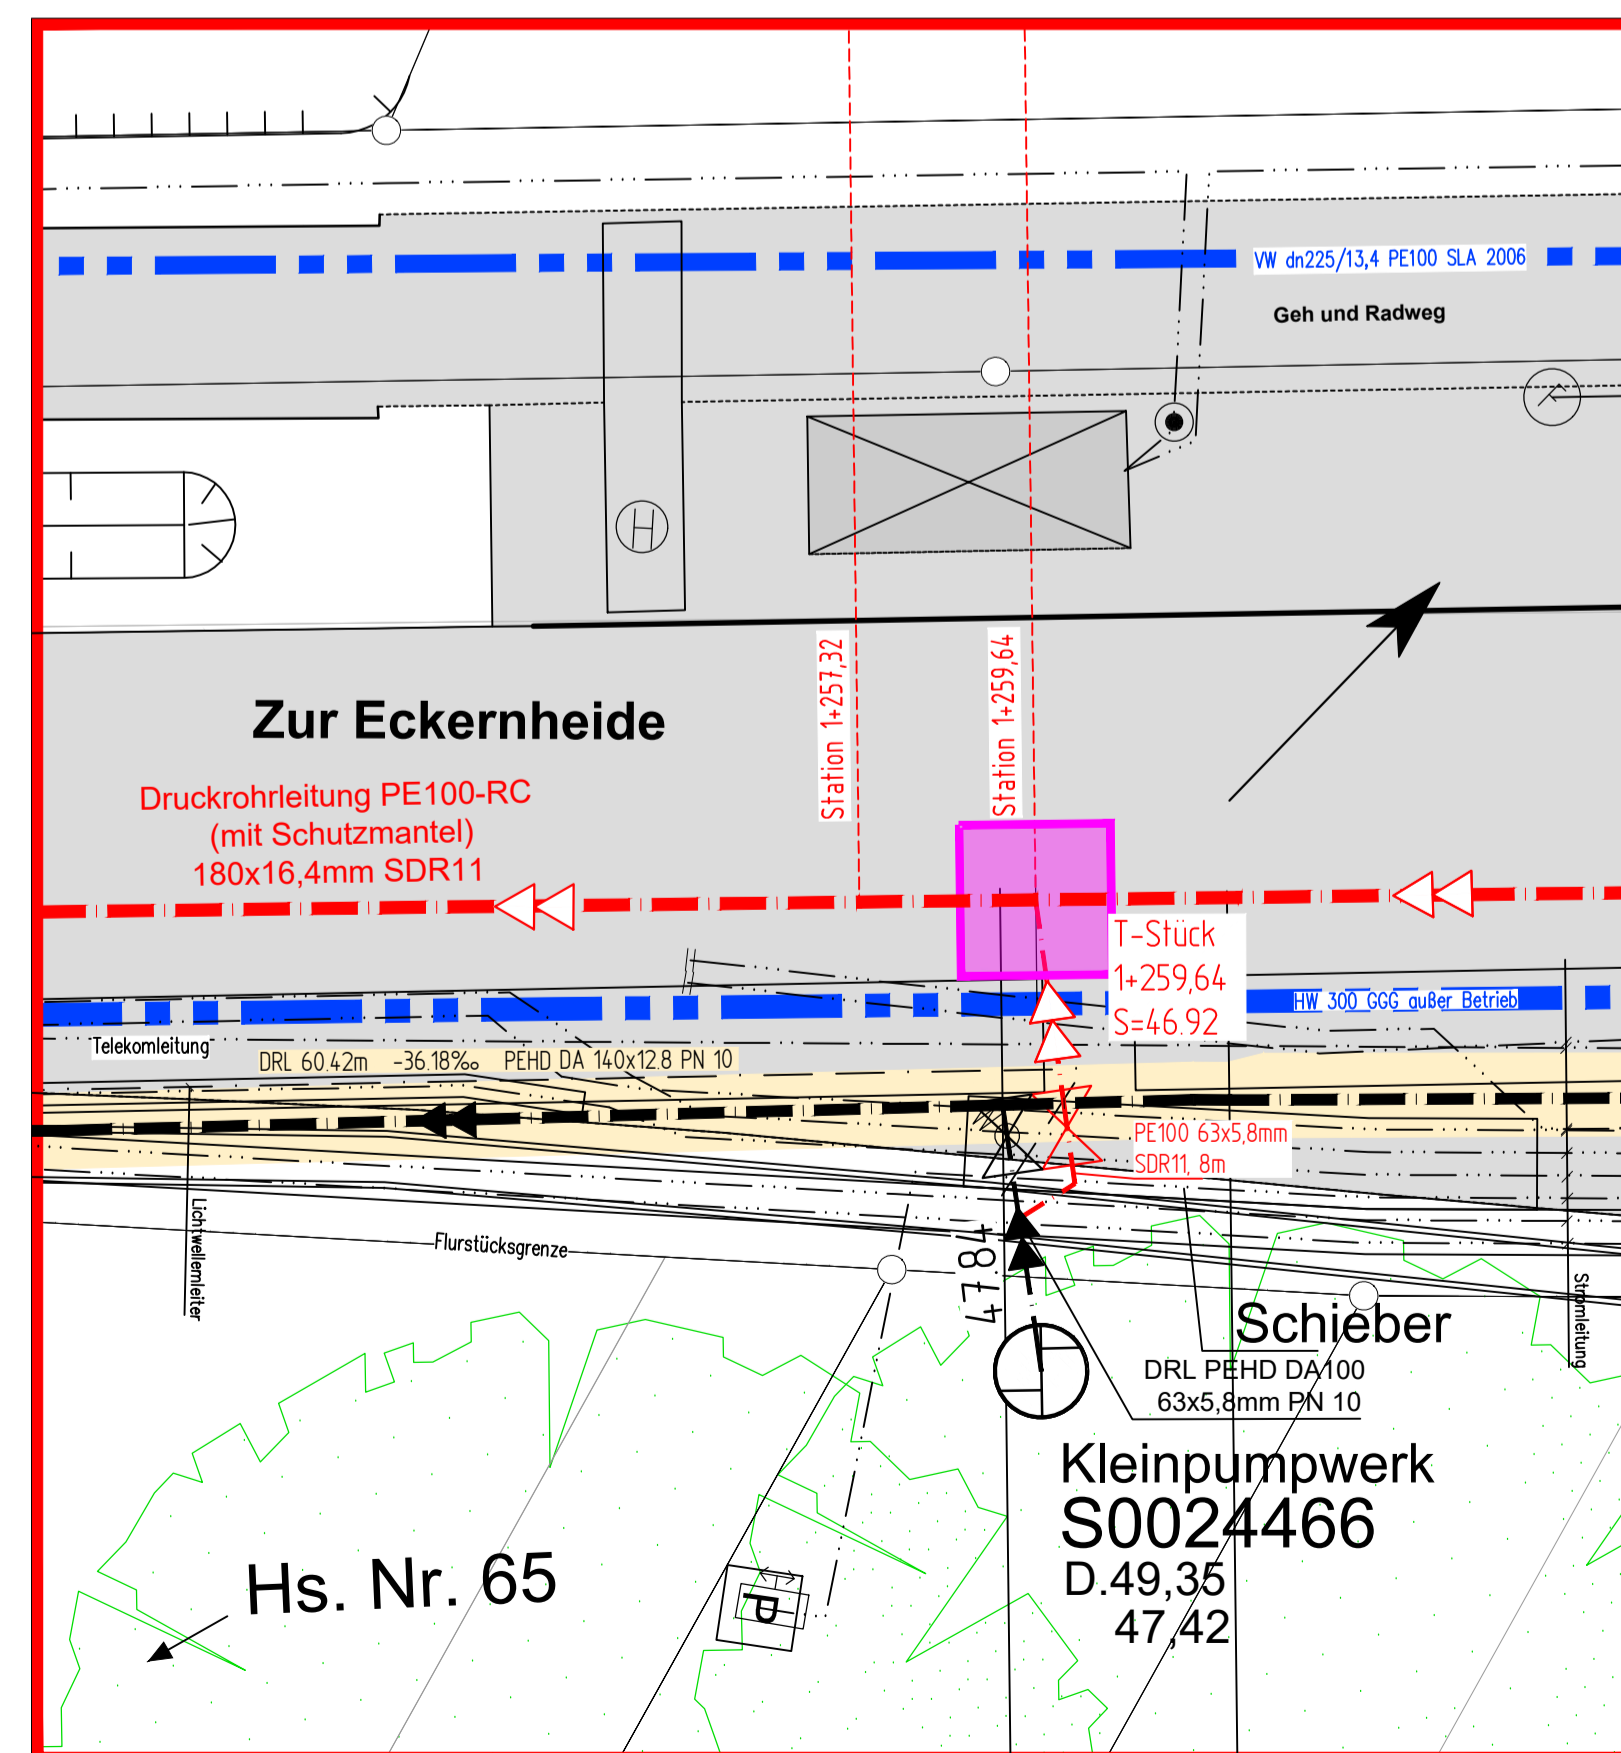 VW dn225/13,4 PE100 SLA 2006
Geh und Radweg
H
Station 1+257,32
Station 1+259,64
Zur Eckernheide
Druckrohrleitung PE100-RC
(mit Schutzmantel)
180x16,4mm SDR11
T-Stück
1+259,64
S=46.92
HW 300 GGG außer Betrieb
Telekomleitung
DRL 60.42m -36.18‰ PEHD DA 140x12.8 PN 10
PE100 63x5,8mm
SDR11, 8m
Lichtwellernleiter
Flurstücksgrenze
47.84
Stromleitung
Schieber
DRL PEHD DA100
63x5,8mm PN 10
Kleinpumpwerk
S0024466
D.49,35
47,42
Hs. Nr. 65
P